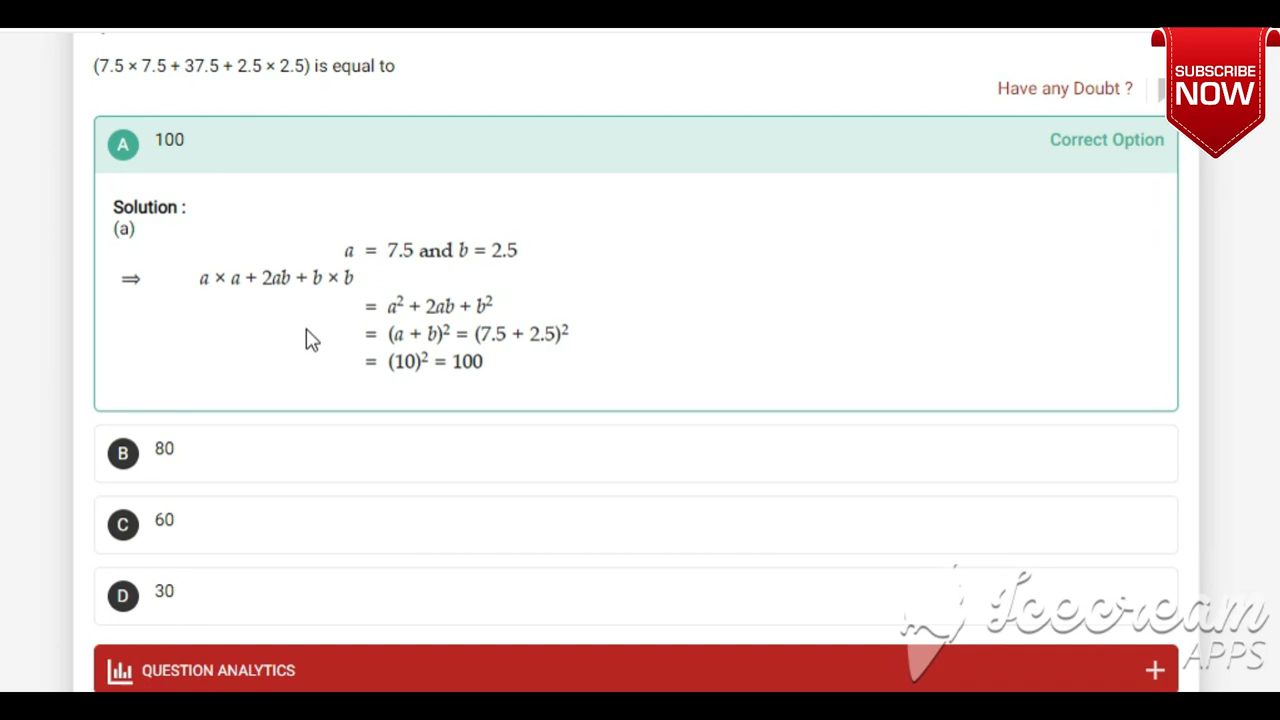 (7.5 × 7.5 + 37.5 + 2.5 × 2.5) is equal to
SUBSCRIBE
NOW
Have any Doubt ?
A 100 Correct Option
Solution :
(a)
a = 7.5 and b = 2.5
⇒ a × a + 2ab + b × b
= a² + 2ab + b²
= (a + b)² = (7.5 + 2.5)²
= (10)² = 100
B 80
C 60
D 30
Icecream
APPS
QUESTION ANALYTICS +